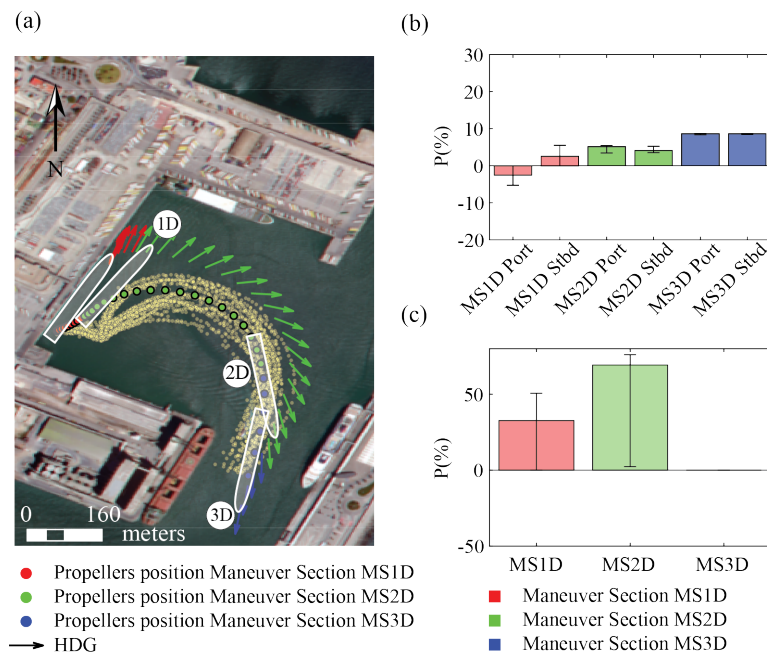 (a)
N
1D
2D
3D
0 160
meters
Propellers position Maneuver Section MS1D
Propellers position Maneuver Section MS2D
Propellers position Maneuver Section MS3D
HDG
(b)
P(%)
30
20
10
0
-10
-20
MS1D Port
MS1D Stbd
MS2D Port
MS2D Stbd
MS3D Port
MS3D Stbd
(c)
P(%)
50
0
-50
MS1D MS2D MS3D
Maneuver Section MS1D
Maneuver Section MS2D
Maneuver Section MS3D